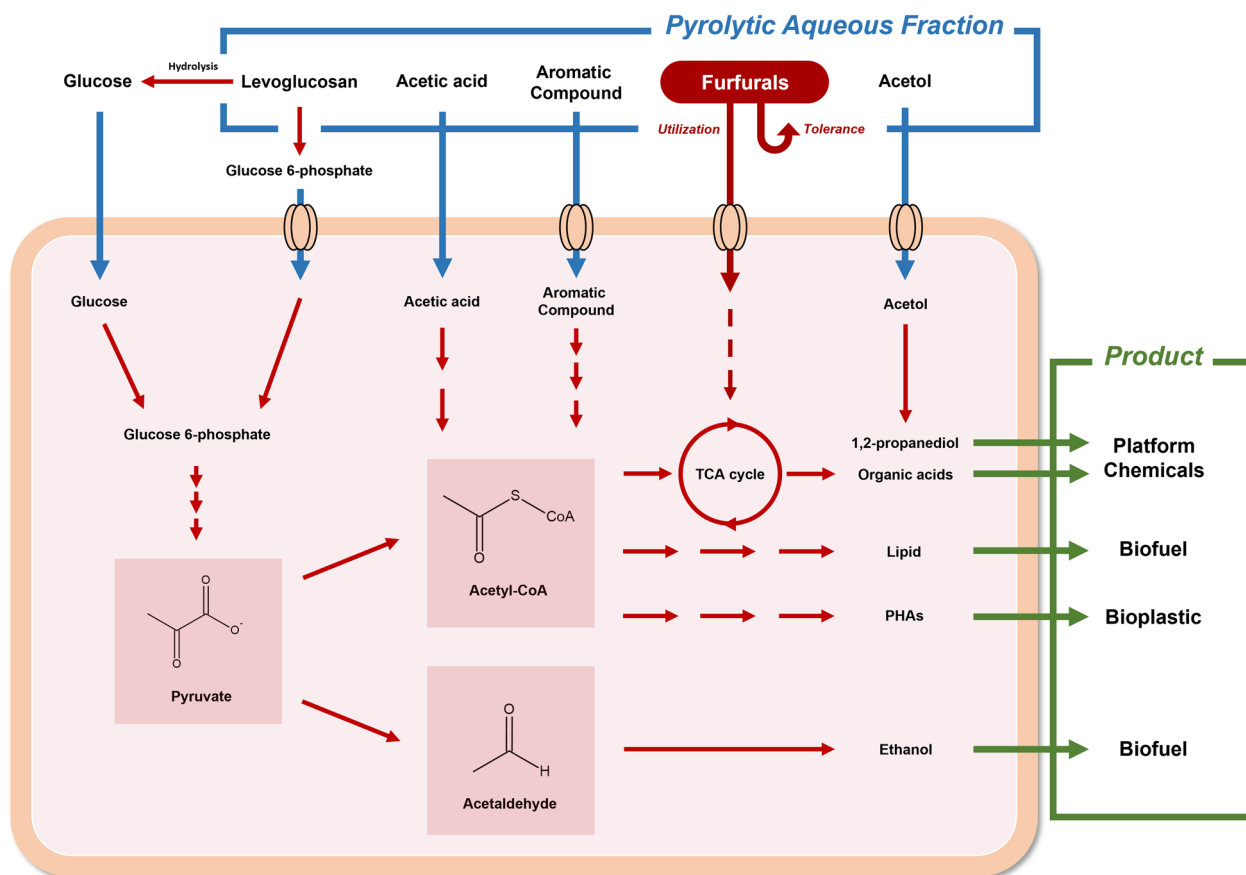 Pyrolytic Aqueous Fraction
Hydrolysis
Glucose
Levoglucosan
Acetic acid
Aromatic
Compound
Furfurals
Acetol
Utilization
Tolerance
Glucose 6-phosphate
Glucose
Acetic acid
Aromatic
Compound
Acetol
Product
Glucose 6-phosphate
1,2-propanediol
Platform
Chemicals
TCA cycle
Organic acids
S
CoA
O
Acetyl-CoA
Lipid
Biofuel
O
O-
O
Pyruvate
PHAs
Bioplastic
O
H
Acetaldehyde
Ethanol
Biofuel